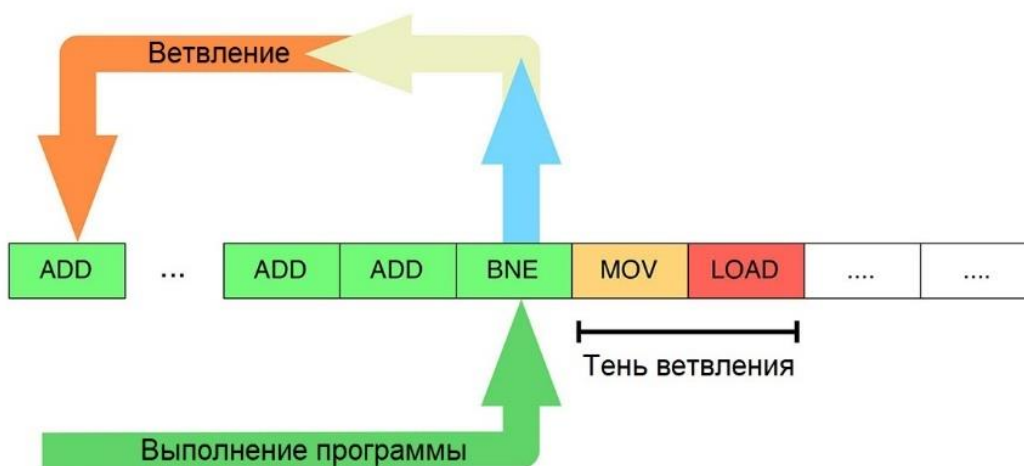 Ветвление
ADD ... ADD ADD BNE MOV LOAD .... ....
Тень ветвления
Выполнение программы